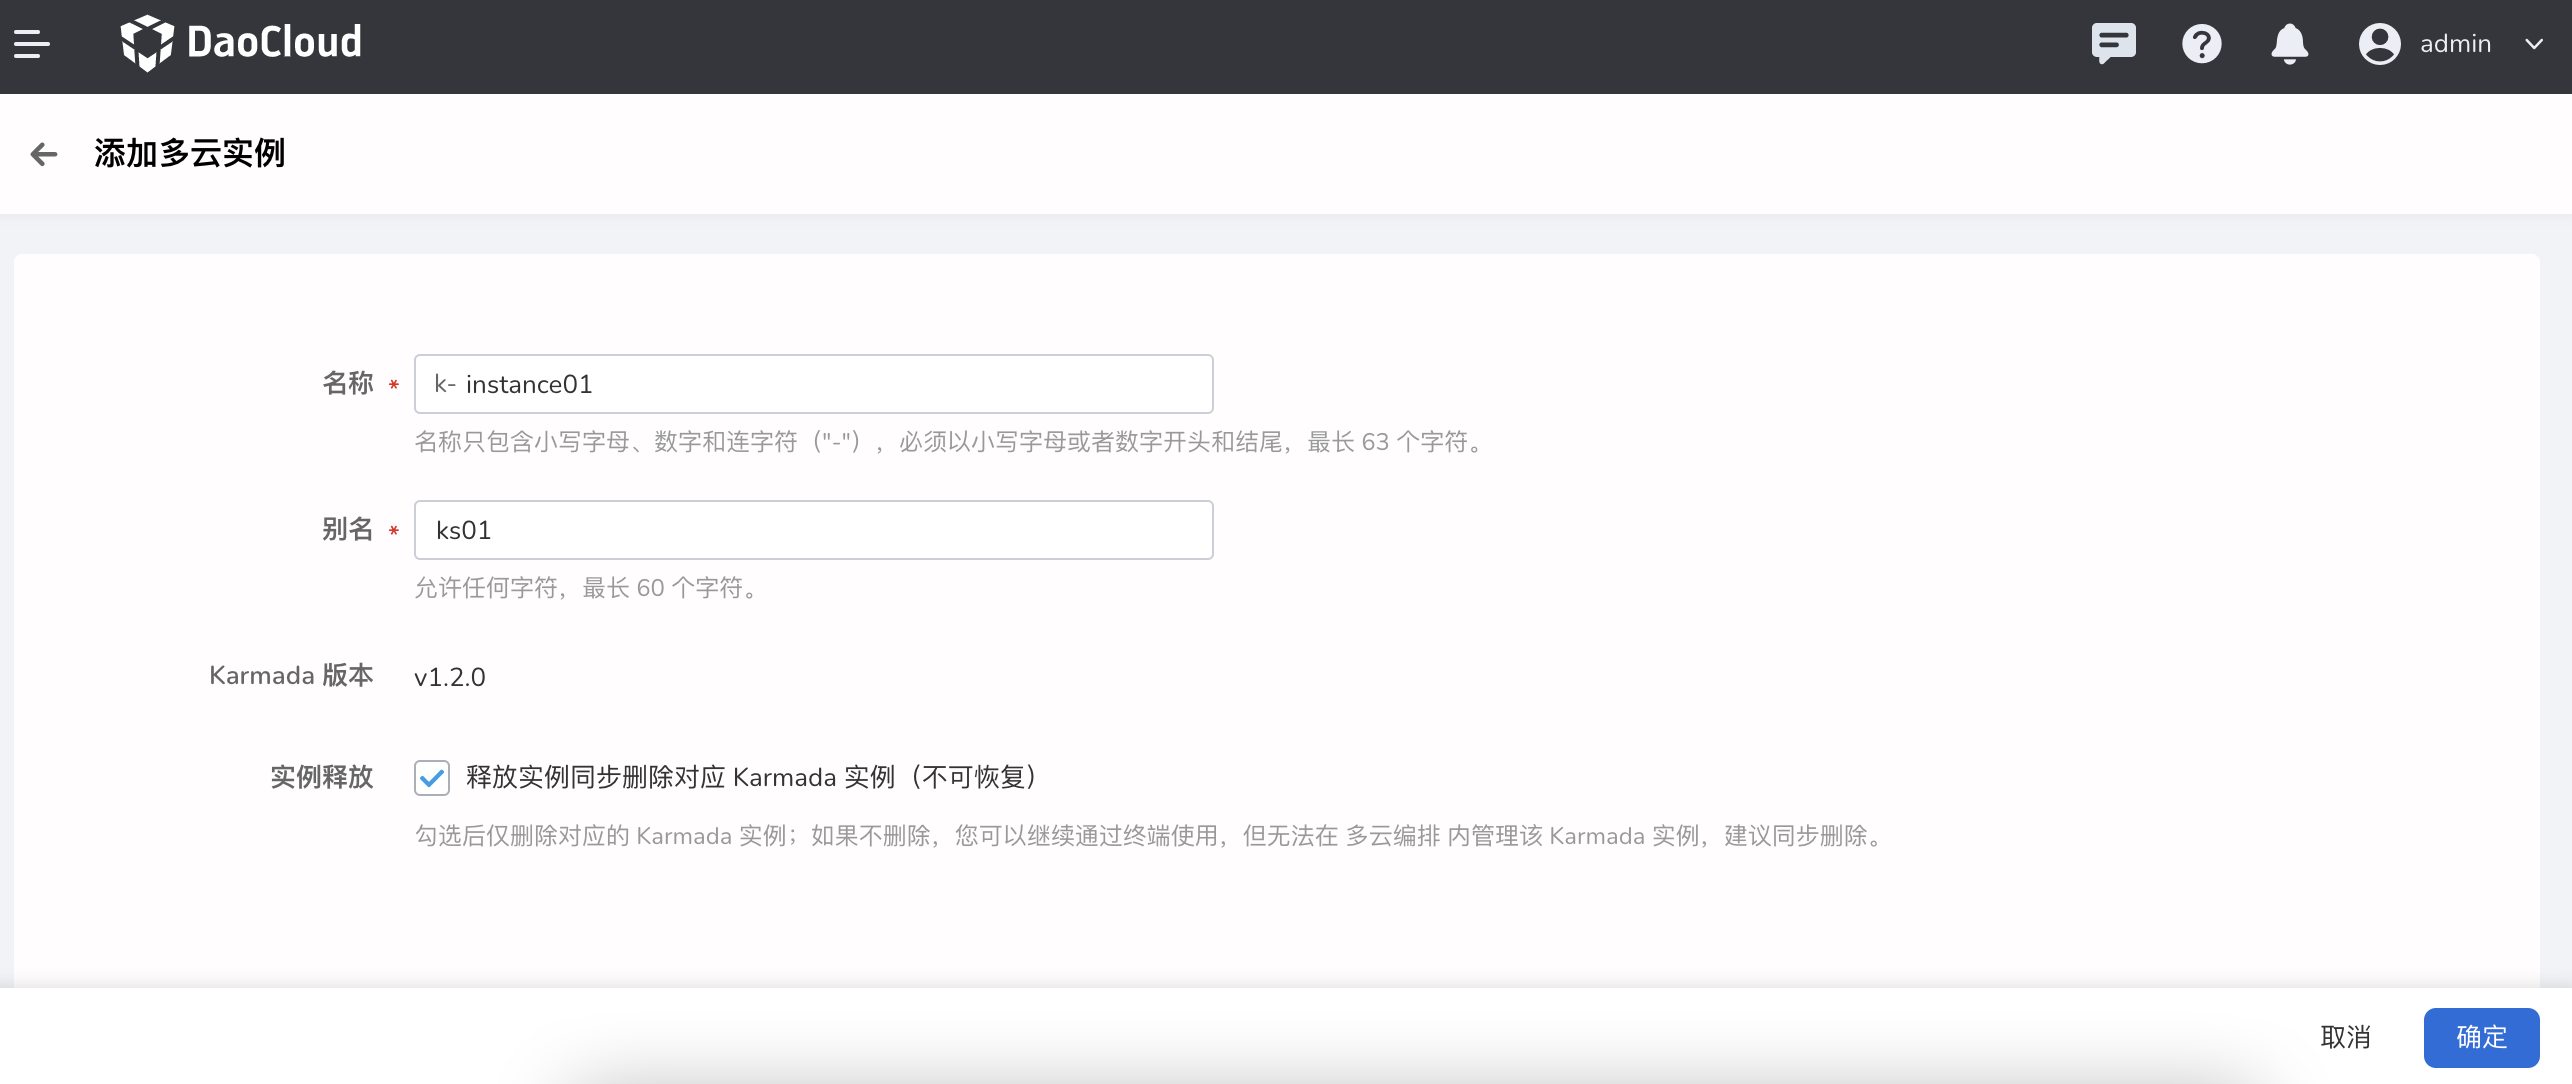 DaoCloud
admin
添加多云实例
名称 *
k- instance01
名称只包含小写字母、数字和连字符（"-"），必须以小写字母或者数字开头和结尾，最长 63 个字符。
别名 *
ks01
允许任何字符，最长 60 个字符。
Karmada 版本
v1.2.0
实例释放
释放实例同步删除对应 Karmada 实例（不可恢复）
勾选后仅删除对应的 Karmada 实例；如果不删除，您可以继续通过终端使用，但无法在 多云编排 内管理该 Karmada 实例，建议同步删除。
取消
确定